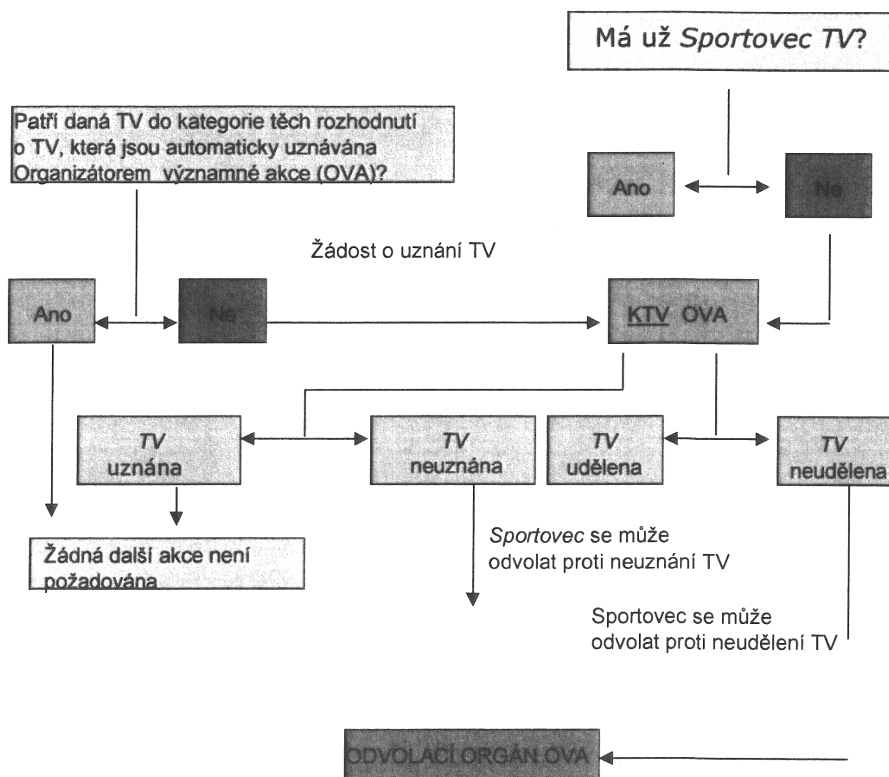 Má už Sportovec TV?
Patří daná TV do kategorie těch rozhodnutí
o TV, která jsou automaticky uznávána
Organizátorem významné akce (OVA)?
Ano
Ne
Žádost o uznání TV
Ano
Ne
KTV OVA
TV
uznána
TV
neuznána
TV
udělena
TV
neudělena
Žádná další akce není
požadována
Sportovec se může
odvolat proti neuznání TV
Sportovec se může
odvolat proti neudělení TV
ODVOLACÍ ORGÁN OVA